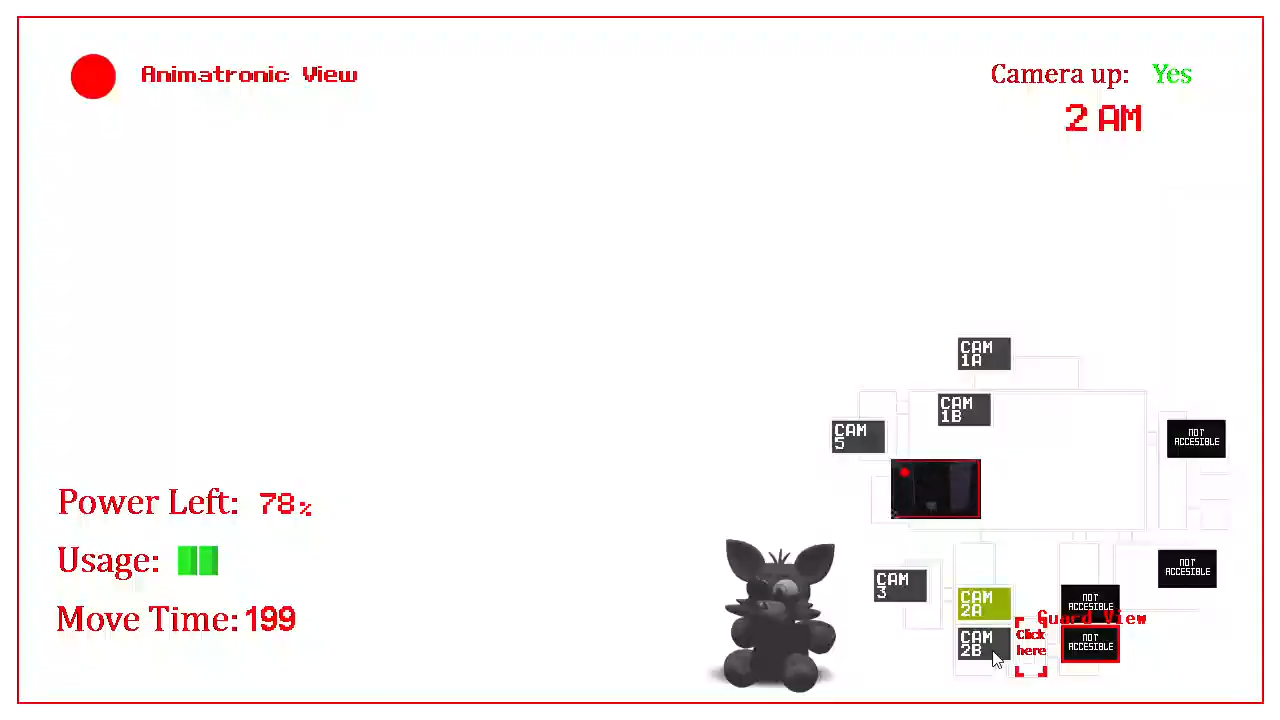 Animatronic View
Camera up: Yes
2 AM
CAM
1A
CAM
1B
CAM
5
NOT
ACCESIBLE
Power Left: 78%
Usage:
Move Time: 199
NOT
ACCESIBLE
CAM
3
CAM
2A
NOT
ACCESIBLE
Guard View
CAM
2B
Click
here
NOT
ACCESIBLE